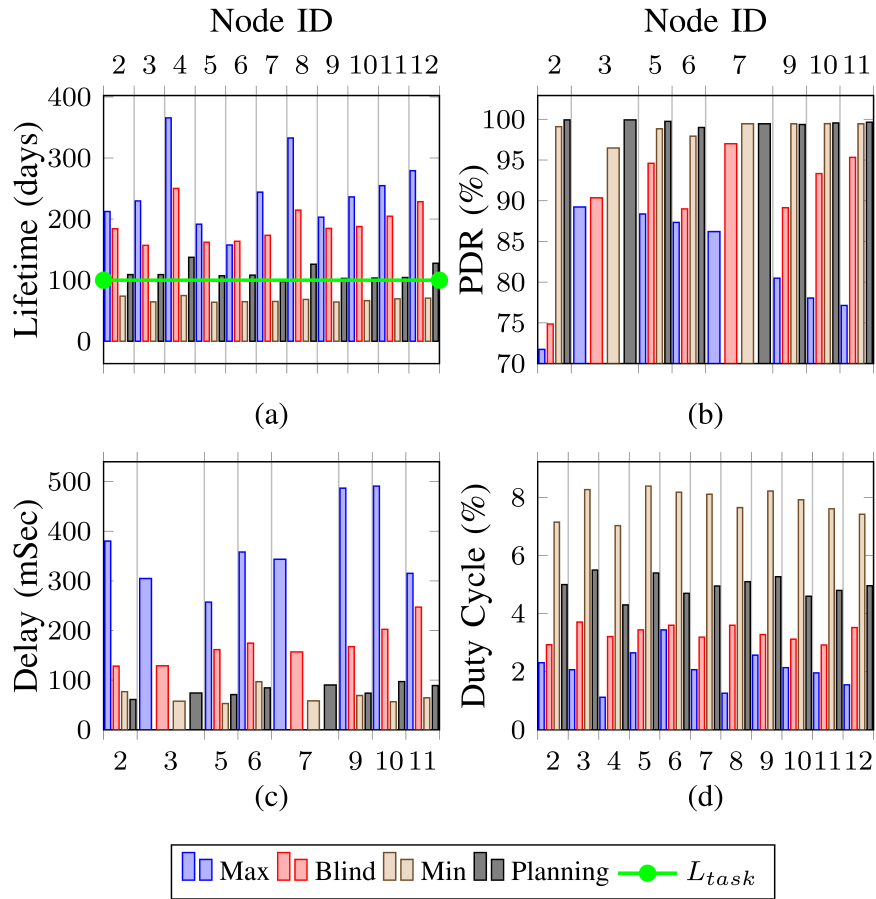 Node ID
Node ID
2 3 4 5 6 7 8 9 10 11 12
2 3 5 6 7 9 10 11
Lifetime (days)
400
300
200
100
0
PDR (%)
100
95
90
85
80
75
70
(a)
(b)
Delay (mSec)
500
400
300
200
100
0
Duty Cycle (%)
8
6
4
2
0
2 3 5 6 7 9 10 11
2 3 4 5 6 7 8 9 10 11 12
(c)
(d)
Max Blind Min Planning L_task